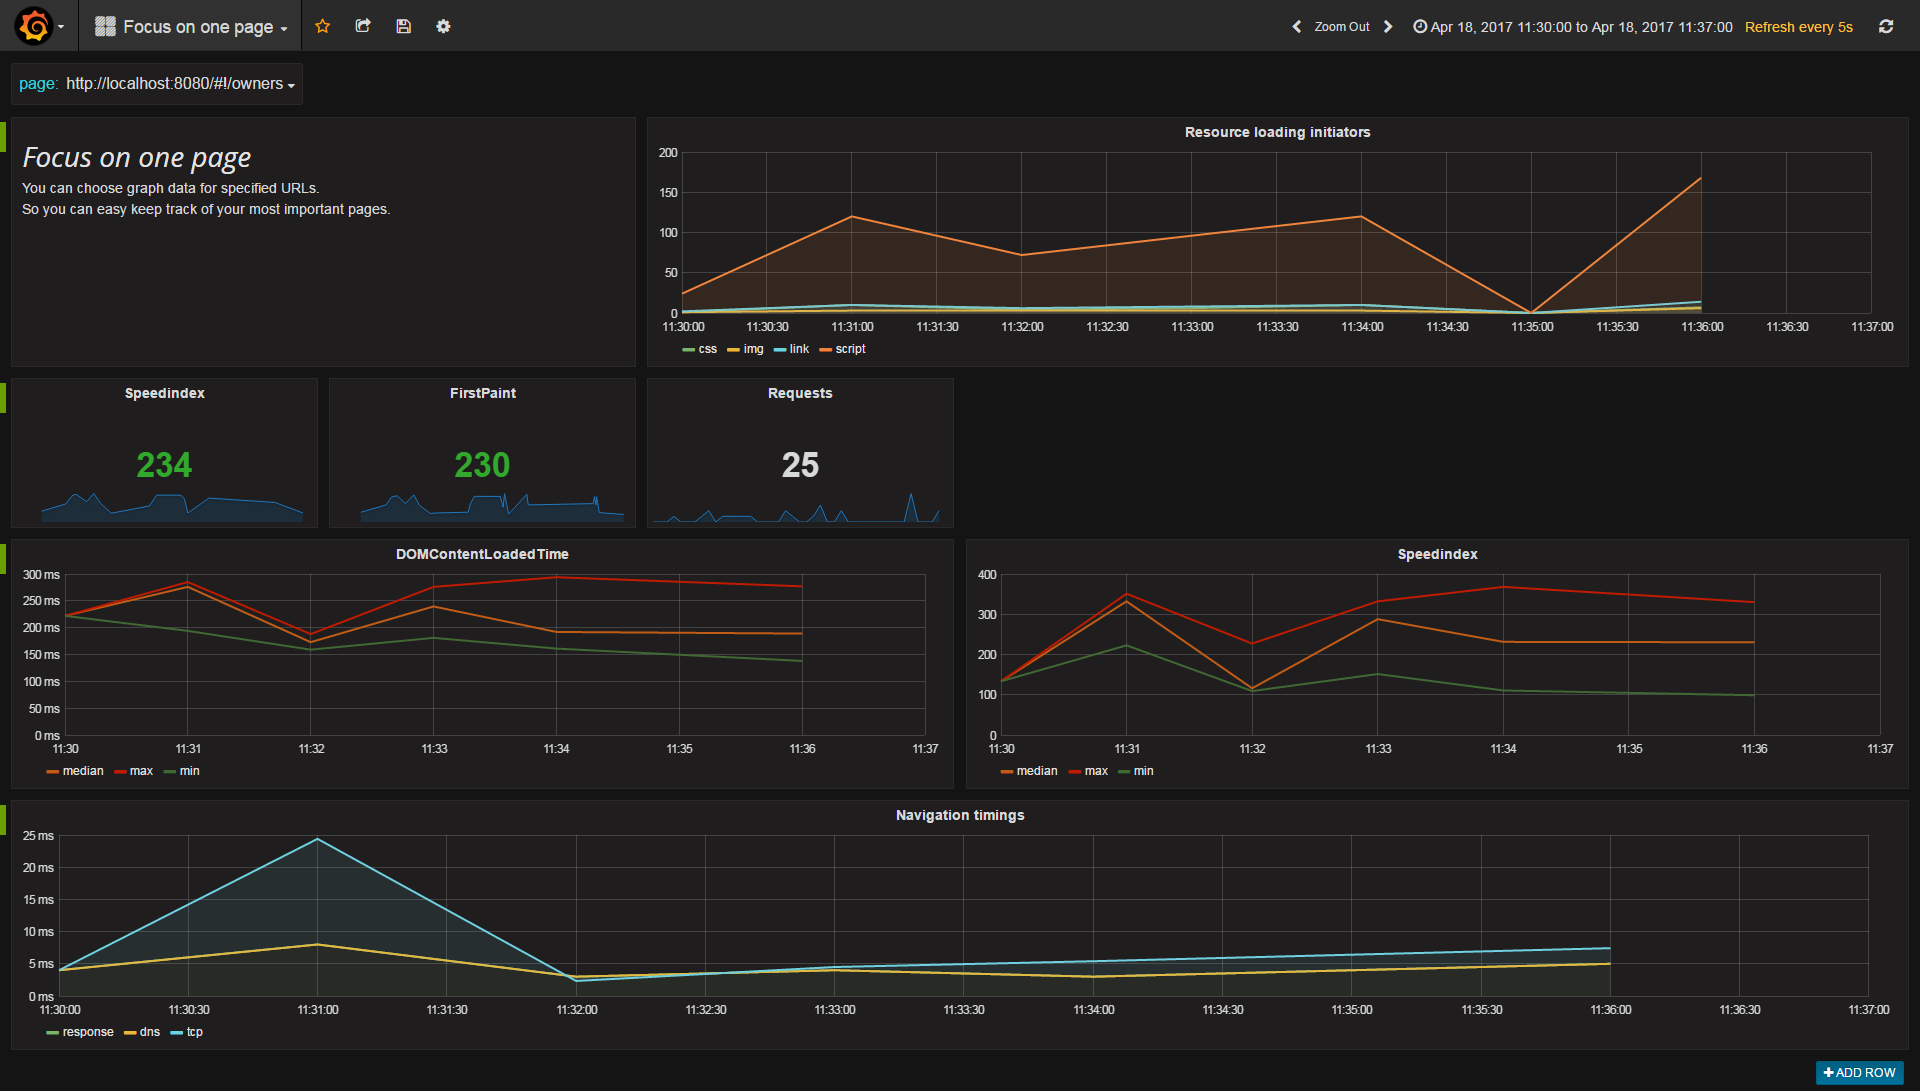 Focus on one page
Zoom Out
Apr 18, 2017 11:30:00 to Apr 18, 2017 11:37:00
Refresh every 5s
page: http://localhost:8080/#!/owners
Focus on one page
You can choose graph data for specified URLs.
So you can easy keep track of your most important pages.
Resource loading initiators
200
150
100
50
0
11:30:00 11:30:30 11:31:00 11:31:30 11:32:00 11:32:30 11:33:00 11:33:30 11:34:00 11:34:30 11:35:00 11:35:30 11:36:00 11:36:30 11:37:00
css img link script
Speedindex
234
FirstPaint
230
Requests
25
DOMContentLoadedTime
300 ms
250 ms
200 ms
150 ms
100 ms
50 ms
0 ms
11:30 11:31 11:32 11:33 11:34 11:35 11:36 11:37
median max min
Speedindex
400
300
200
100
0
11:30 11:31 11:32 11:33 11:34 11:35 11:36 11:37
median max min
Navigation timings
25 ms
20 ms
15 ms
10 ms
5 ms
0 ms
11:30:00 11:30:30 11:31:00 11:31:30 11:32:00 11:32:30 11:33:00 11:33:30 11:34:00 11:34:30 11:35:00 11:35:30 11:36:00 11:36:30 11:37:00
response dns tcp
ADD ROW